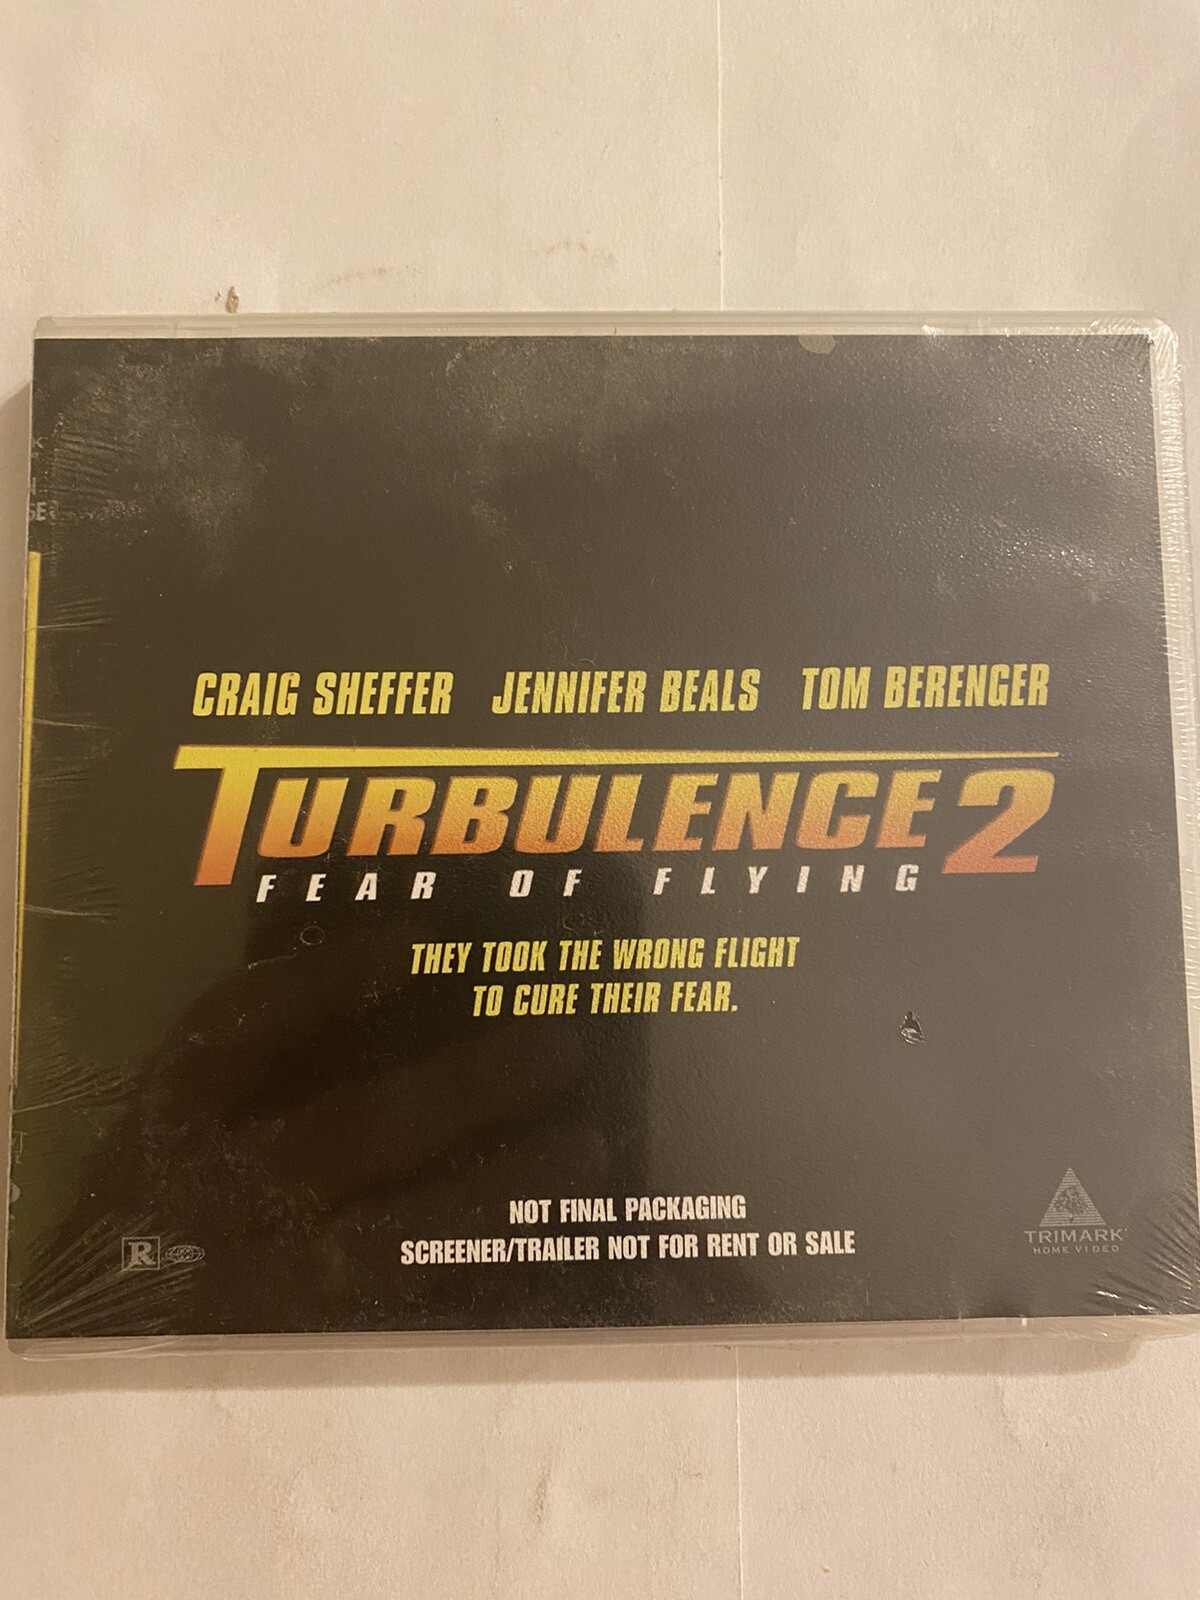 CRAIG SHEFFER JENNIFER BEALS TOM BERENGER
TURBULENCE 2
FEAR OF FLYING
THEY TOOK THE WRONG FLIGHT
TO CURE THEIR FEAR.
NOT FINAL PACKAGING
SCREENER/TRAILER NOT FOR RENT OR SALE
R
TRIMARK
HOME VIDEO